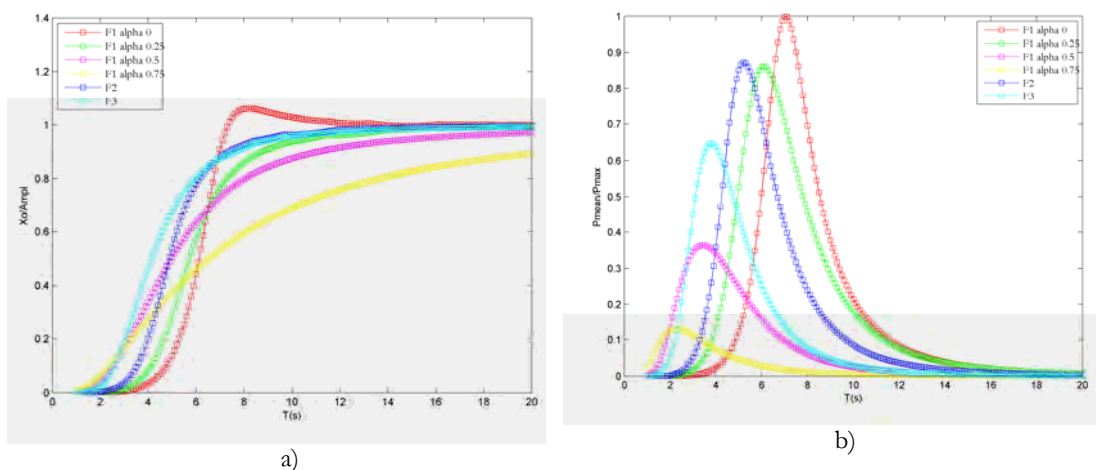 1.4
1.2
1
0.8
0.6
0.4
0.2
0
0 2 4 6 8 10 12 14 16 18 20
Xo/Ampl
T(s)
F1 alpha 0
F1 alpha 0.25
F1 alpha 0.5
F1 alpha 0.75
F2
F3
a)
1
0.9
0.8
0.7
0.6
0.5
0.4
0.3
0.2
0.1
0
0 2 4 6 8 10 12 14 16 18 20
Pmean/Pmax
T(s)
F1 alpha 0
F1 alpha 0.25
F1 alpha 0.5
F1 alpha 0.75
F2
F3
b)